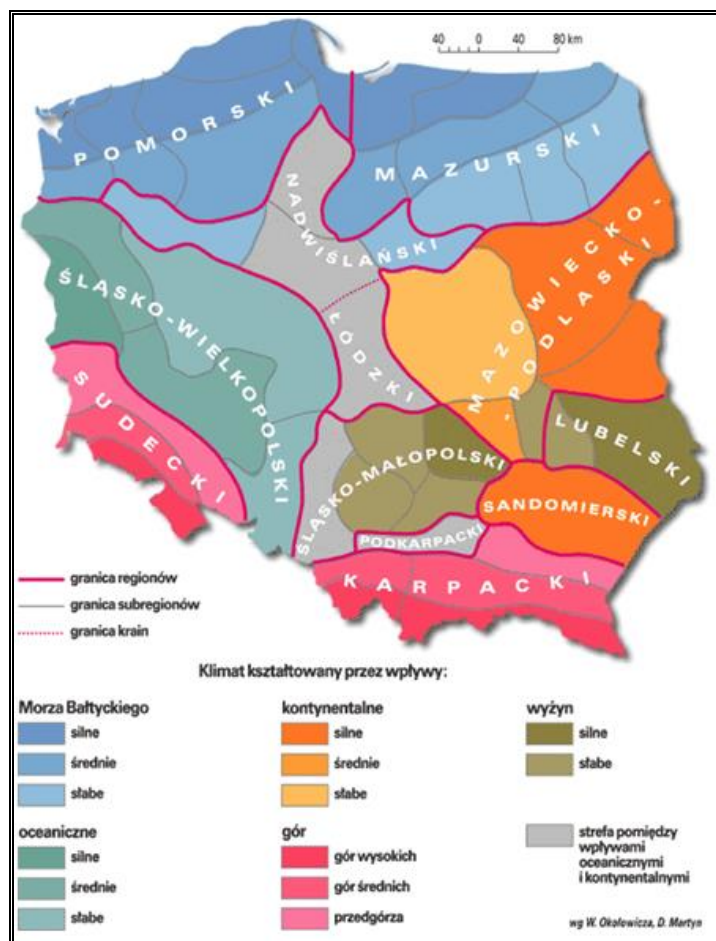 40 0 40 80 km
POMORSKI
MAZURSKI
NADWIŚLAŃSKI
MAZOWIECKO-
-PODLASKI
ŚLĄSKO-WIELKOPOLSKI
ŁÓDZKI
SUDECKI
LUBELSKI
ŚLĄSKO-MAŁOPOLSKI
SANDOMIERSKI
PODKARPACKI
KARPACKI
granica regionów
granica subregionów
granica krain
Klimat kształtowany przez wpływy:
Morza Bałtyckiego
silne
średnie
słabe
oceaniczne
silne
średnie
słabe
kontynentalne
silne
średnie
słabe
gór
gór wysokich
gór średnich
przedgórza
wyżyn
silne
słabe
strefa pomiędzy
wpływami
oceanicznymi
i kontynentalnymi
wg W. Okołowicza, D. Martyn